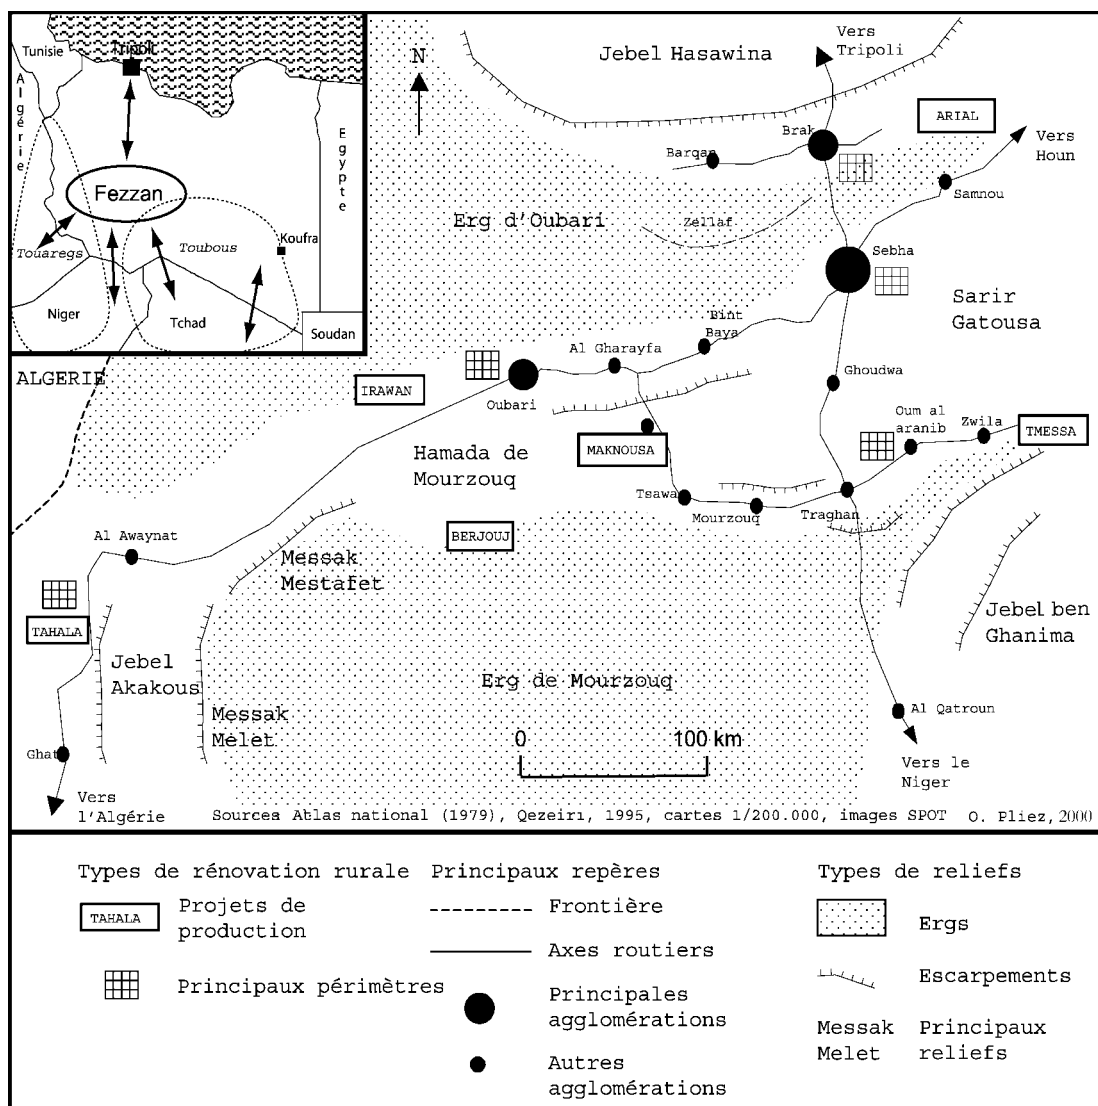 Tunisie
Tripoli
Algérie
Egypte
Fezzan
Touaregs
Toubous
Koufra
Niger
Tchad
Soudan
N
Jebel Hasawina
Vers
Tripoli
ARIAL
Brak
Barqan
Vers
Houn
Samnou
Erg d'Oubari
Zellaf
Sebha
Sarir
Gatousa
Bint
Baya
Al Gharayfa
ALGERIE
IRAWAN
Oubari
Ghoudwa
Oum al
aranib
Zwila
TMESSA
Hamada de
Mourzouq
MAKNOUSA
Tsawa
Mourzouq
Traghan
BERJOUJ
Al Awaynat
Messak
Mestafet
TAHALA
Jebel
Akakous
Jebel ben
Ghanima
Erg de Mourzouq
Messak
Melet
Al Qatroun
Ghat
0 100 km
Vers le
Niger
Vers
l'Algérie
Sources Atlas national (1979), Qezeiri, 1995, cartes 1/200.000, images SPOT O. Pliez, 2000
Types de rénovation rurale
TAHALA
Projets de
production
Principaux périmètres
Principaux repères
Frontière
Axes routiers
Principales
agglomérations
Autres
agglomérations
Types de reliefs
Ergs
Escarpements
Messak
Melet
Principaux
reliefs